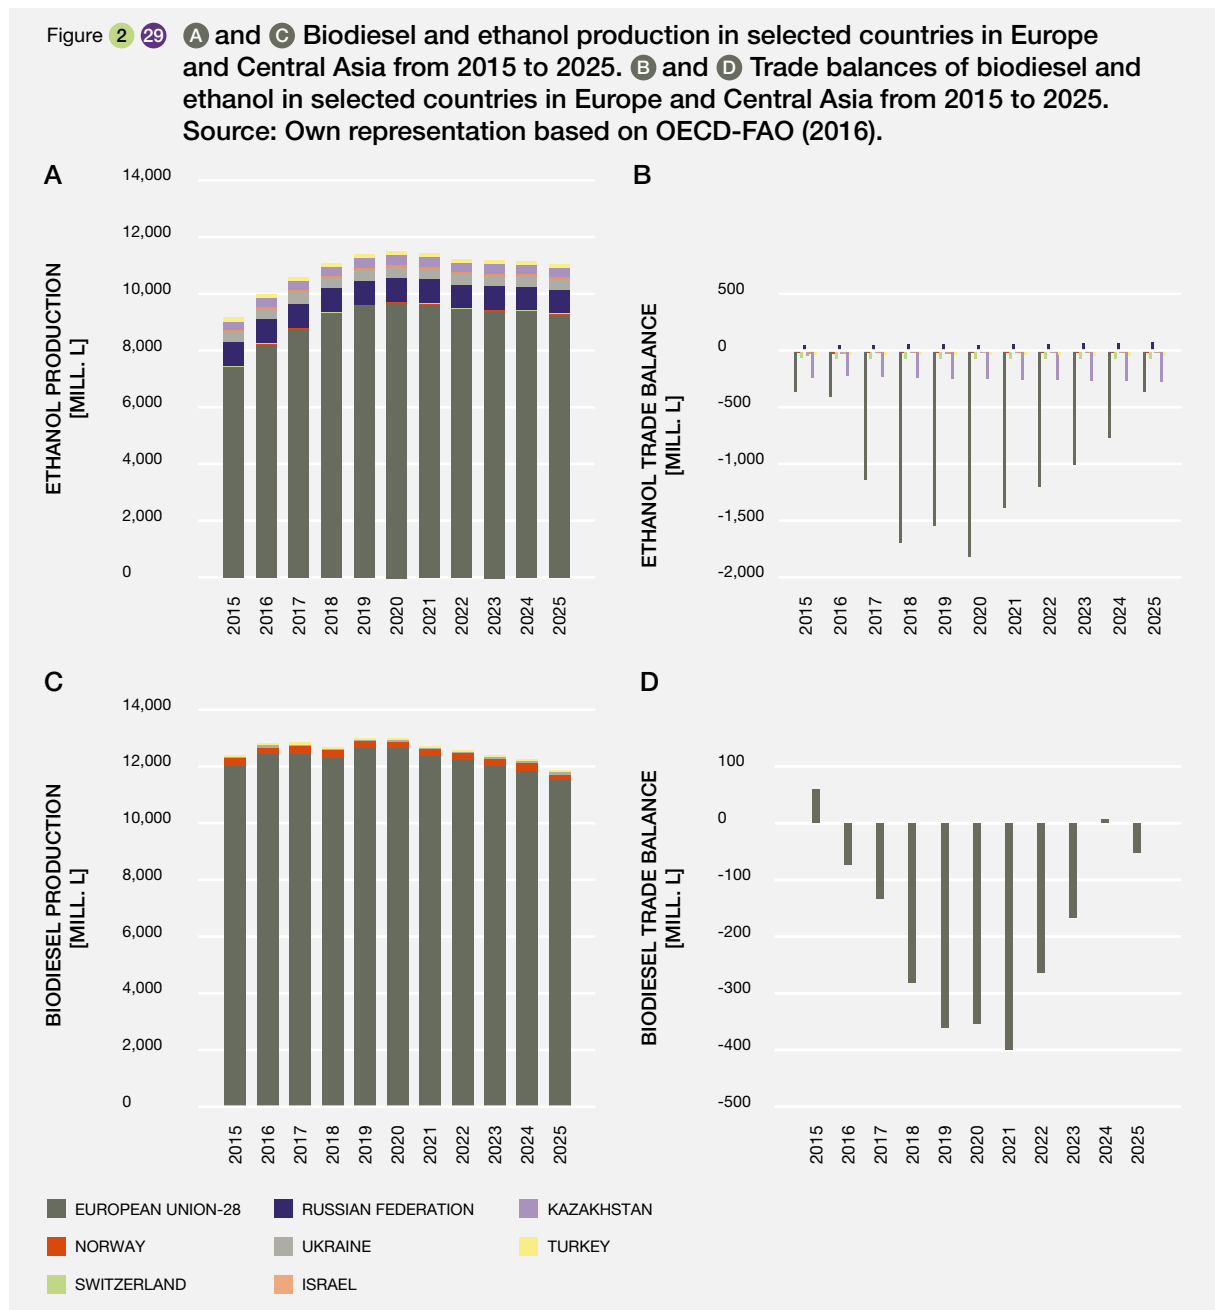 Figure 2 29 A and C Biodiesel and ethanol production in selected countries in Europe
and Central Asia from 2015 to 2025. B and D Trade balances of biodiesel and
ethanol in selected countries in Europe and Central Asia from 2015 to 2025.
Source: Own representation based on OECD-FAO (2016).
A
ETHANOL PRODUCTION
[MILL. L]
14,000
12,000
10,000
8,000
6,000
4,000
2,000
0
2015 2016 2017 2018 2019 2020 2021 2022 2023 2024 2025
B
ETHANOL TRADE BALANCE
[MILL. L]
500
0
-500
-1,000
-1,500
-2,000
2015 2016 2017 2018 2019 2020 2021 2022 2023 2024 2025
C
BIODIESEL PRODUCTION
[MILL. L]
14,000
12,000
10,000
8,000
6,000
4,000
2,000
0
2015 2016 2017 2018 2019 2020 2021 2022 2023 2024 2025
D
BIODIESEL TRADE BALANCE
[MILL. L]
100
0
-100
-200
-300
-400
-500
2015 2016 2017 2018 2019 2020 2021 2022 2023 2024 2025
EUROPEAN UNION-28 RUSSIAN FEDERATION KAZAKHSTAN
NORWAY UKRAINE TURKEY
SWITZERLAND ISRAEL